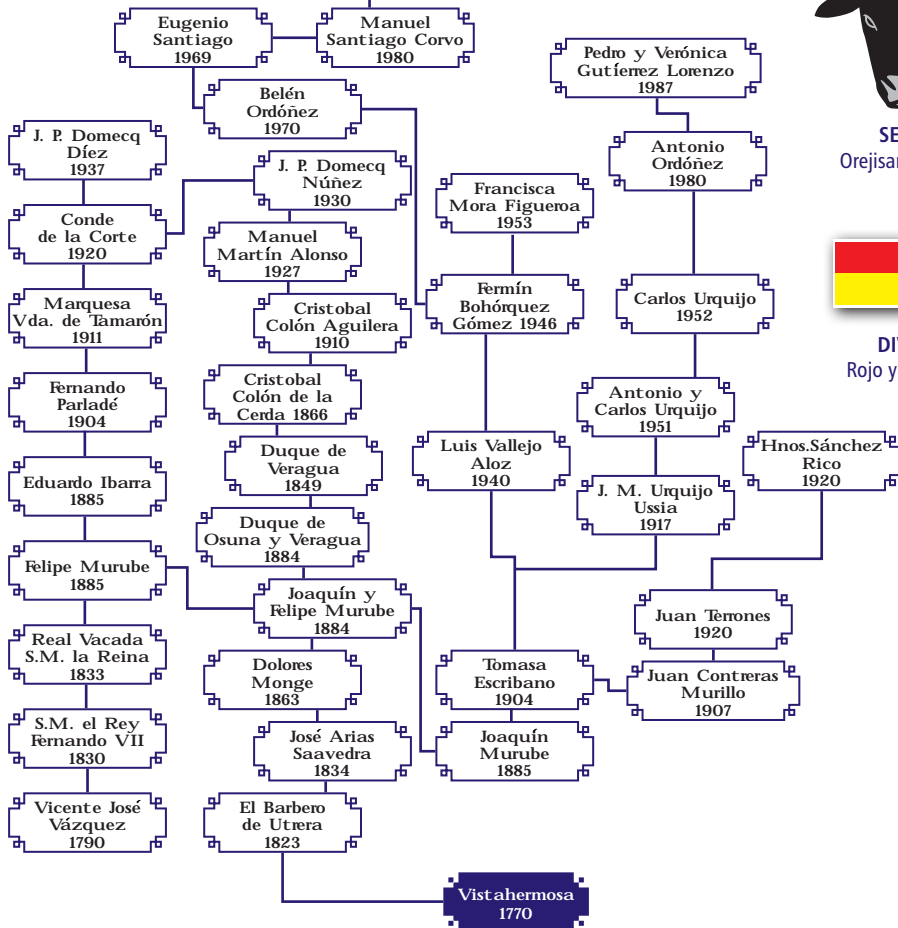 Eugenio
Santiago
1969
Manuel
Santiago Corvo
1980
Pedro y Verónica
Gutíerrez Lorenzo
1987
Belén
Ordóñez
1970
J. P. Domecq
Díez
1937
Antonio
Ordóñez
1980
J. P. Domecq
Núñez
1930
Francisca
Mora Figueroa
1953
Conde
de la Corte
1920
Manuel
Martín Alonso
1927
Marquesa
Vda. de Tamarón
1911
Cristobal
Colón Aguilera
1910
Fermín
Bohórquez
Gómez 1946
Carlos Urquijo
1952
Fernando
Parladé
1904
Cristobal
Colón de la
Cerda 1866
Antonio y
Carlos Urquijo
1951
Eduardo Ibarra
1885
Duque de
Veragua
1849
Luis Vallejo
Aloz
1940
Hnos.Sánchez
Rico
1920
J. M. Urquijo
Ussia
1917
Duque de
Osuna y Veragua
1884
Felipe Murube
1885
Joaquín y
Felipe Murube
1884
Juan Terrones
1920
Real Vacada
S.M. la Reina
1833
Dolores
Monge
1863
Tomasa
Escribano
1904
Juan Contreras
Murillo
1907
S.M. el Rey
Fernando VII
1830
José Arias
Saavedra
1834
Joaquín
Murube
1885
Vicente José
Vázquez
1790
El Barbero
de Utrera
1823
Vistahermosa
1770
SE
Orejisa
DI
Rojo y